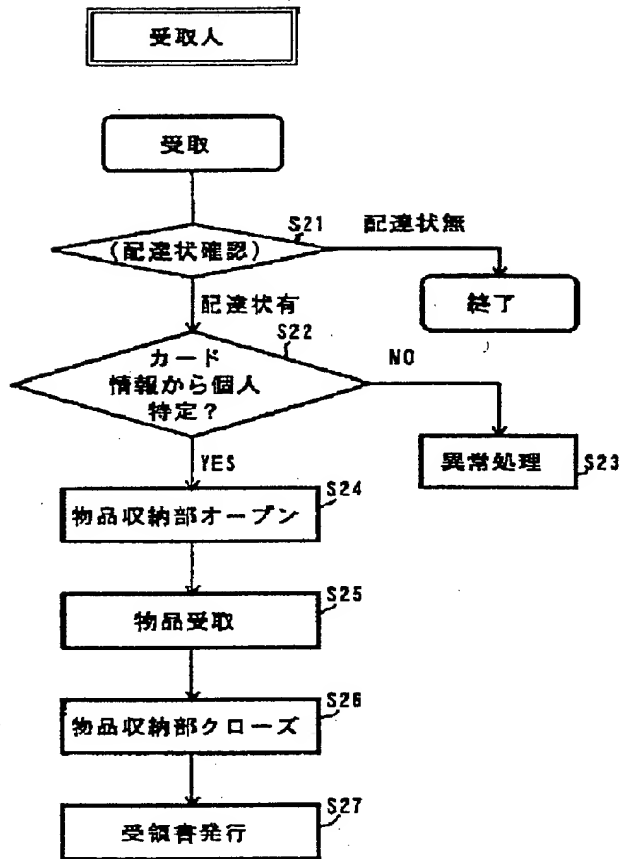 受取人
受取
S21
(配達状確認)
配達状無
終了
配達状有
S22
カード
情報から個人
特定?
NO
異常処理
S23
YES
S24
物品収納部オープン
S25
物品受取
S26
物品収納部クローズ
S27
受領書発行